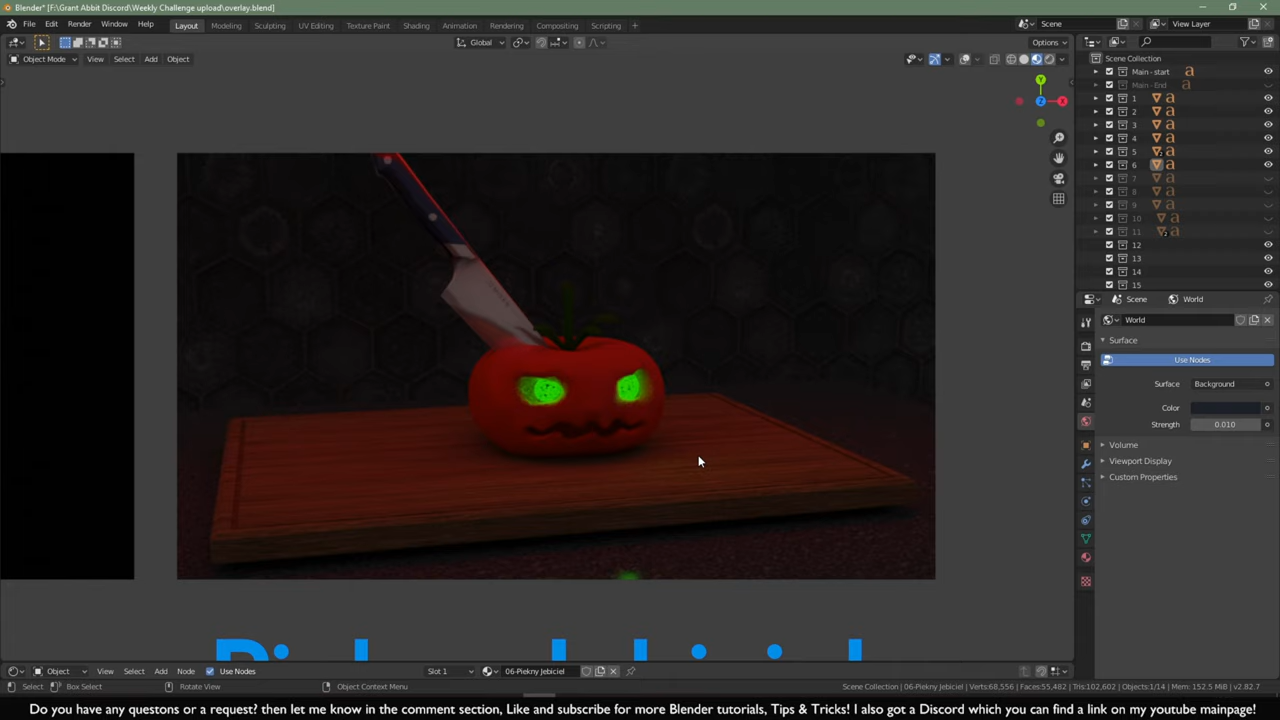 Blender* [F:\Grant Abbit Discord\Weekly Challenge upload\overlay.blend]
File Edit Render Window Help Layout Modeling Sculpting UV Editing Texture Paint Shading Animation Rendering Compositing Scripting + Scene View Layer
Global Options
Object Mode View Select Add Object
Scene Collection
Main - start
Main - End
1
2
3
4
5
6
7
8
9
10
11
12
13
14
15
Scene World
World
Surface
Use Nodes
Surface Background
Color
Strength 0.010
Volume
Viewport Display
Custom Properties
Y
Z X
Object View Select Add Node Use Nodes Slot 1 06-Piekny Jebiciel
Select Box Select Rotate View Object Context Menu Scene Collection | 06-Piekny Jebiciel | Verts:68,556 | Faces:55,482 | Tris:102,602 | Objects:1/14 | Mem: 152.5 MiB | v2.82.7
Do you have any questons or a request? then let me know in the comment section, Like and subscribe for more Blender tutorials, Tips & Tricks! I also got a Discord which you can find a link on my youtube mainpage!